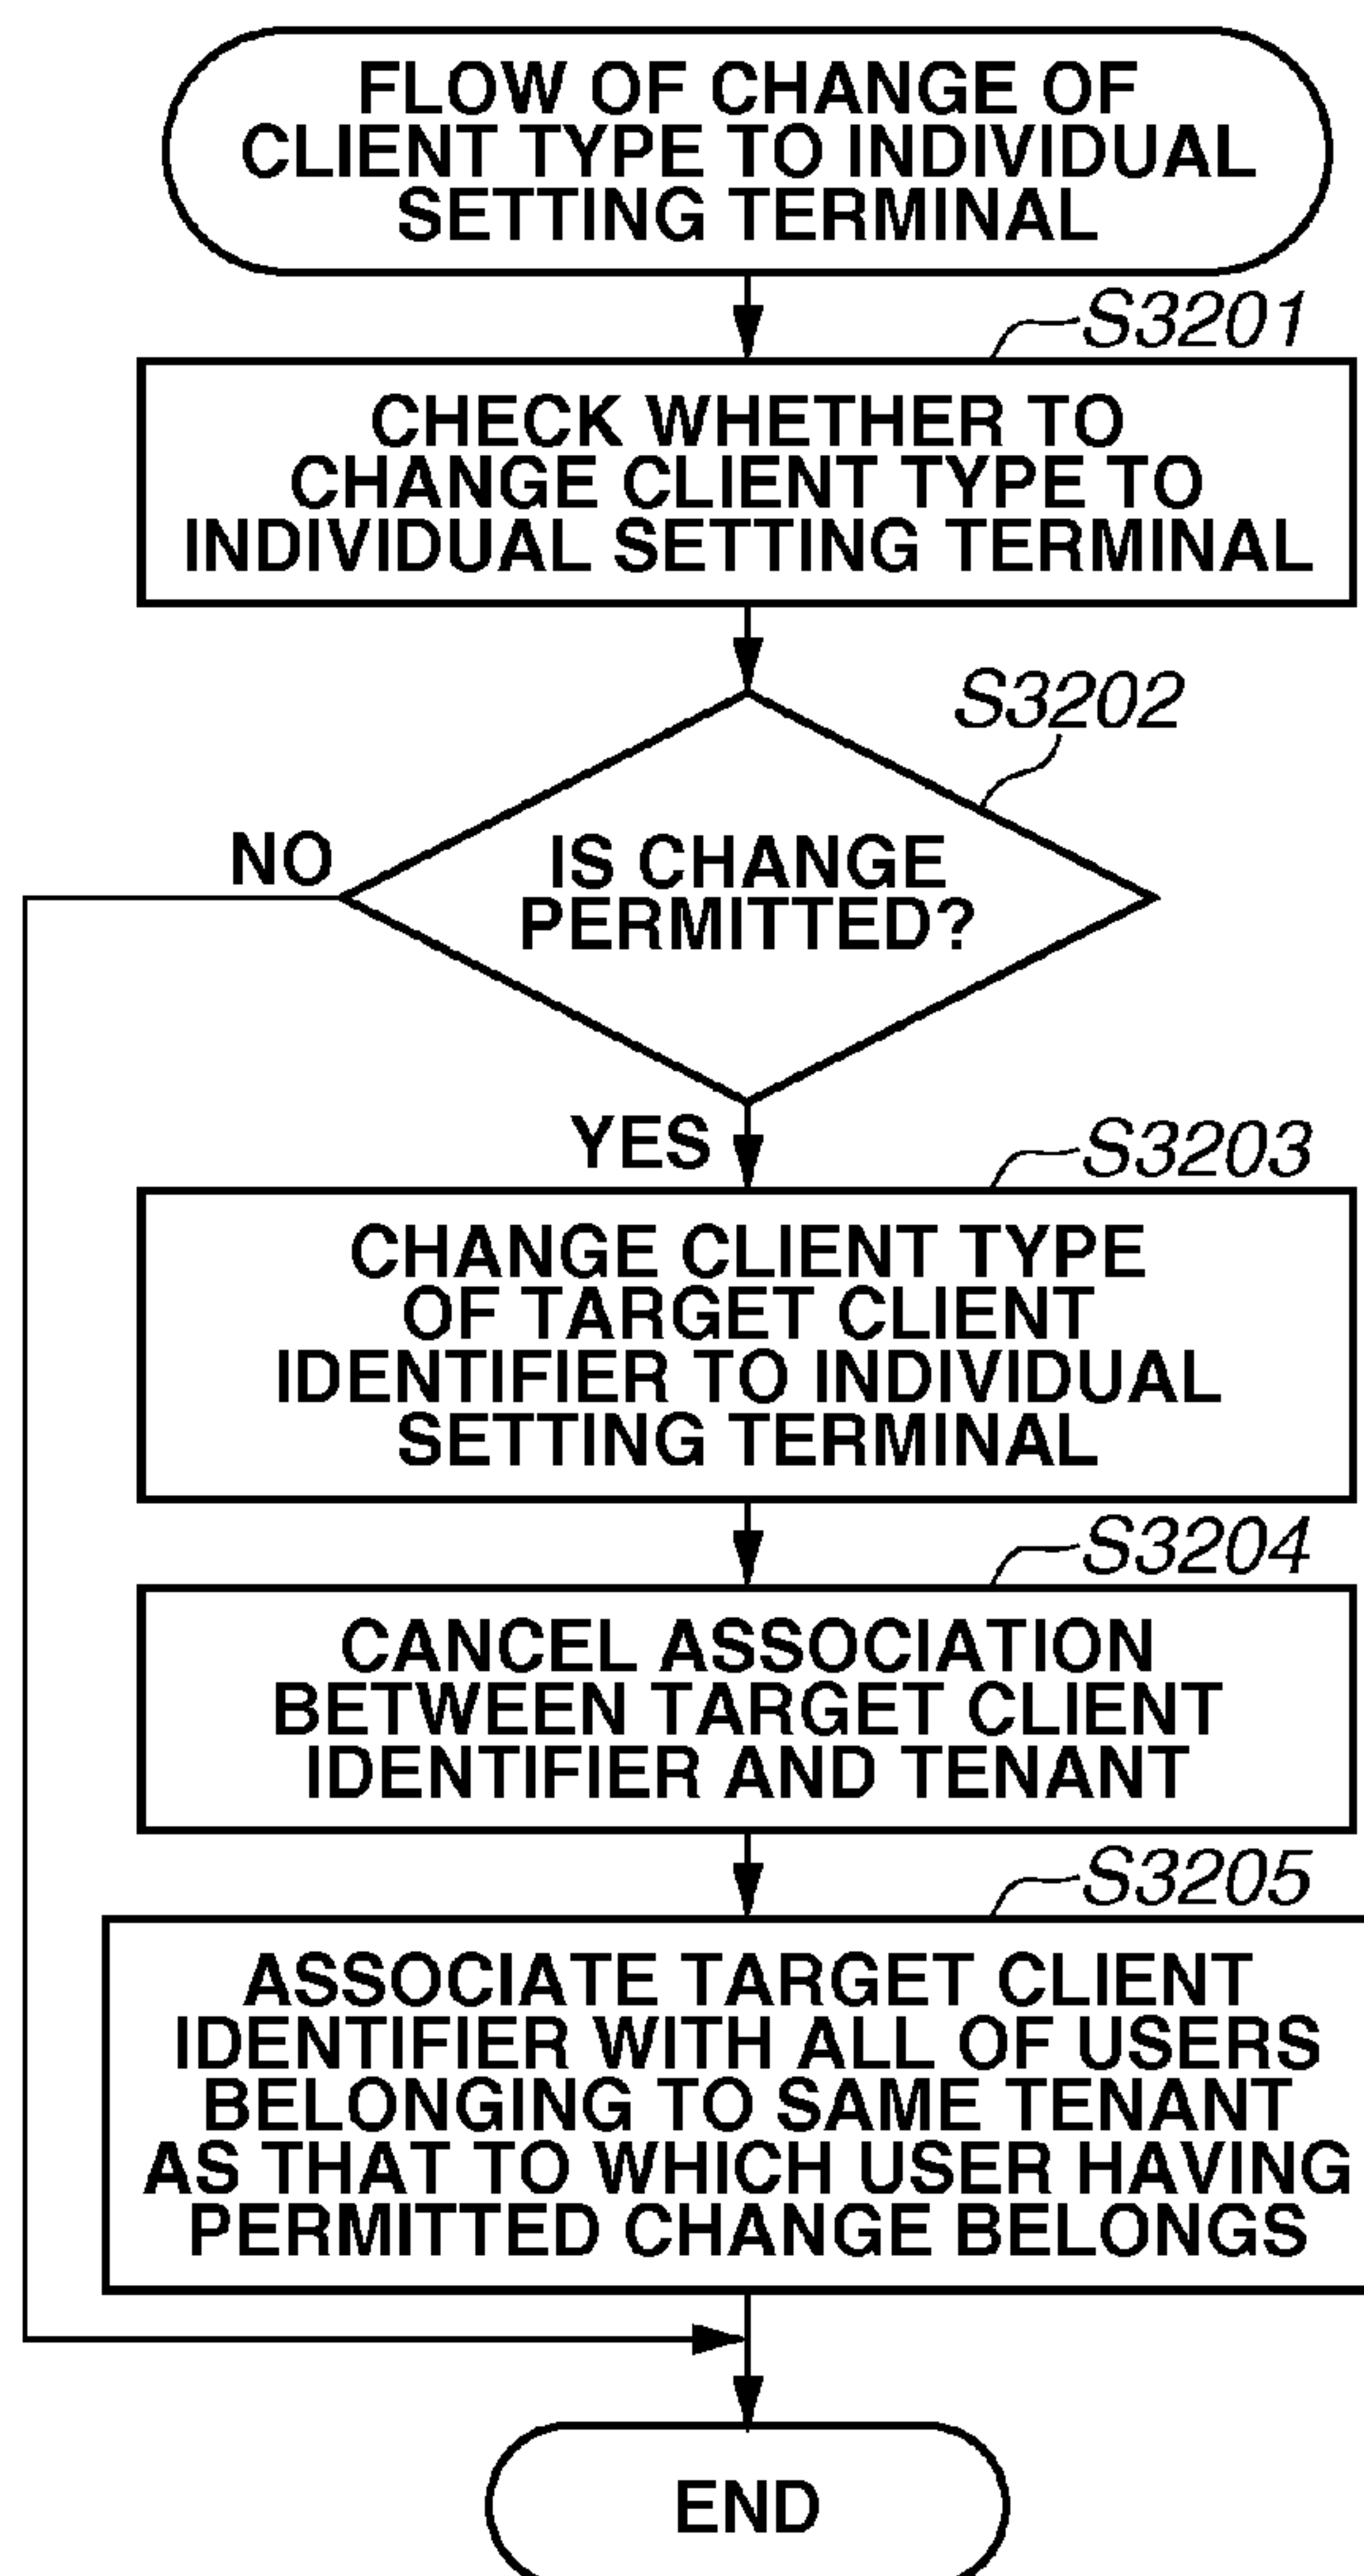 FLOW OF CHANGE OF
CLIENT TYPE TO INDIVIDUAL
SETTING TERMINAL
S3201
CHECK WHETHER TO
CHANGE CLIENT TYPE TO
INDIVIDUAL SETTING TERMINAL
S3202
NO
IS CHANGE
PERMITTED?
YES
S3203
CHANGE CLIENT TYPE
OF TARGET CLIENT
IDENTIFIER TO INDIVIDUAL
SETTING TERMINAL
S3204
CANCEL ASSOCIATION
BETWEEN TARGET CLIENT
IDENTIFIER AND TENANT
S3205
ASSOCIATE TARGET CLIENT
IDENTIFIER WITH ALL OF USERS
BELONGING TO SAME TENANT
AS THAT TO WHICH USER HAVING
PERMITTED CHANGE BELONGS
END